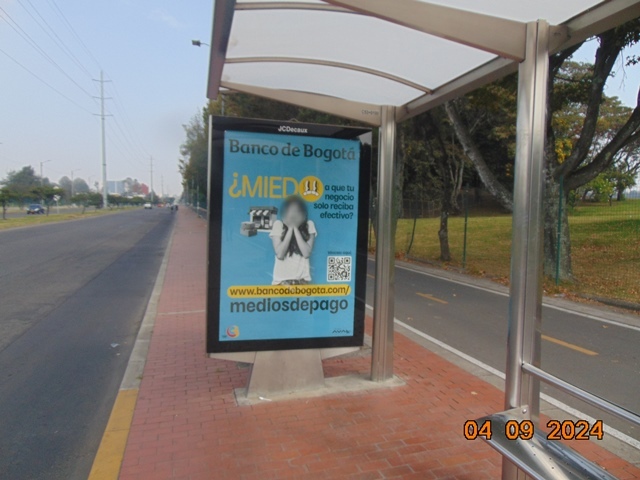 JCDecaux
Banco de Bogotá
¿MIEDO
a que tu
negocio
solo reciba
efectivo?
www.bancodebogota.com/
mediosdepago
04 09 2024